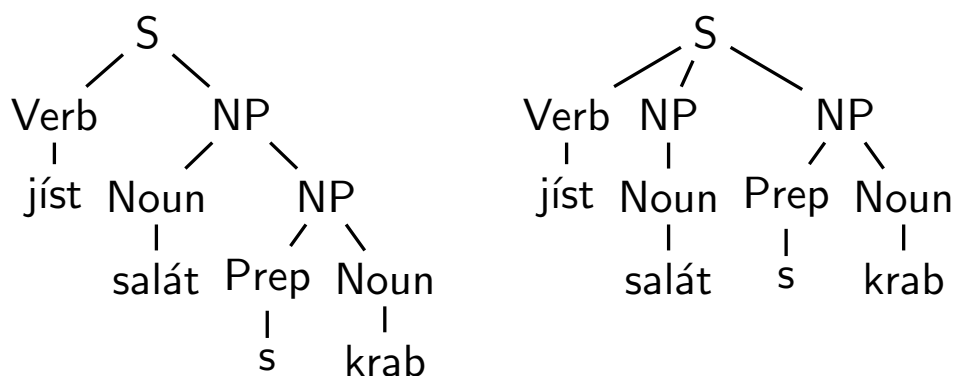 S S
Verb NP Verb NP NP
jíst Noun NP jíst Noun Prep Noun
salát Prep Noun salát s krab
s krab